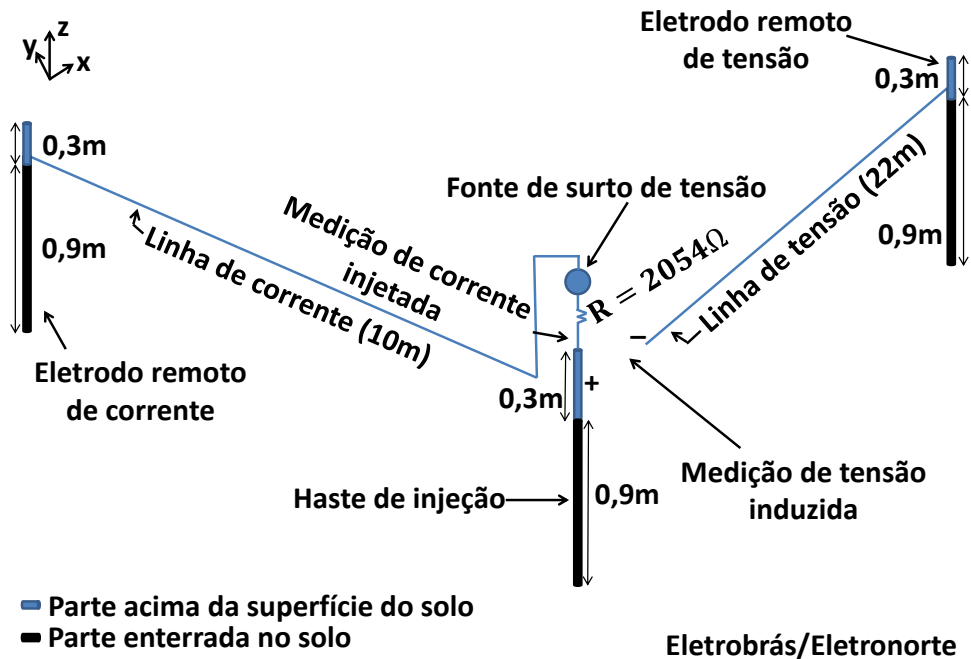 z
y
x
Eletrodo remoto
de tensão
0,3m
0,3m
Fonte de surto de tensão
Medição de corrente
injetada
Linha de tensão (22m)
0,9m
0,9m
Linha de corrente (10m)
R = 2054Ω
Eletrodo remoto
de corrente
−
+
0,3m
Medição de tensão
induzida
Haste de injeção
0,9m
Parte acima da superfície do solo
Parte enterrada no solo
Eletrobrás/Eletronorte